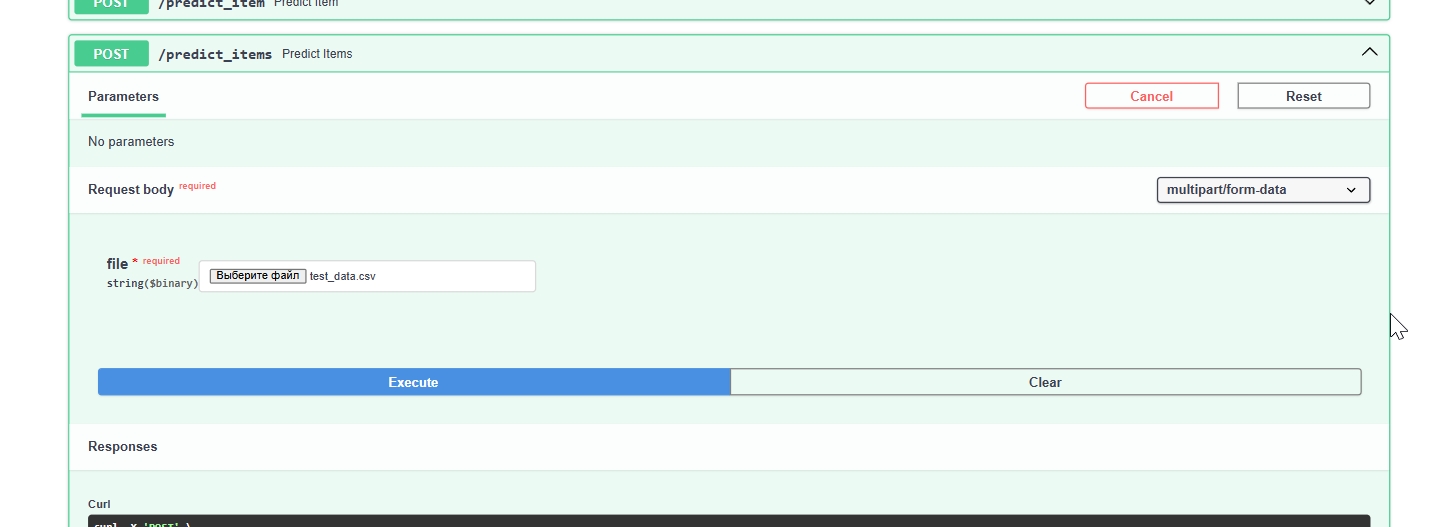 POST /predict_item Predict Item
POST /predict_items Predict Items
Parameters
Cancel
Reset
No parameters
Request body required
multipart/form-data
file * required
string($binary)
Выберите файл test_data.csv
Execute
Clear
Responses
Curl
curl -X 'POST' \